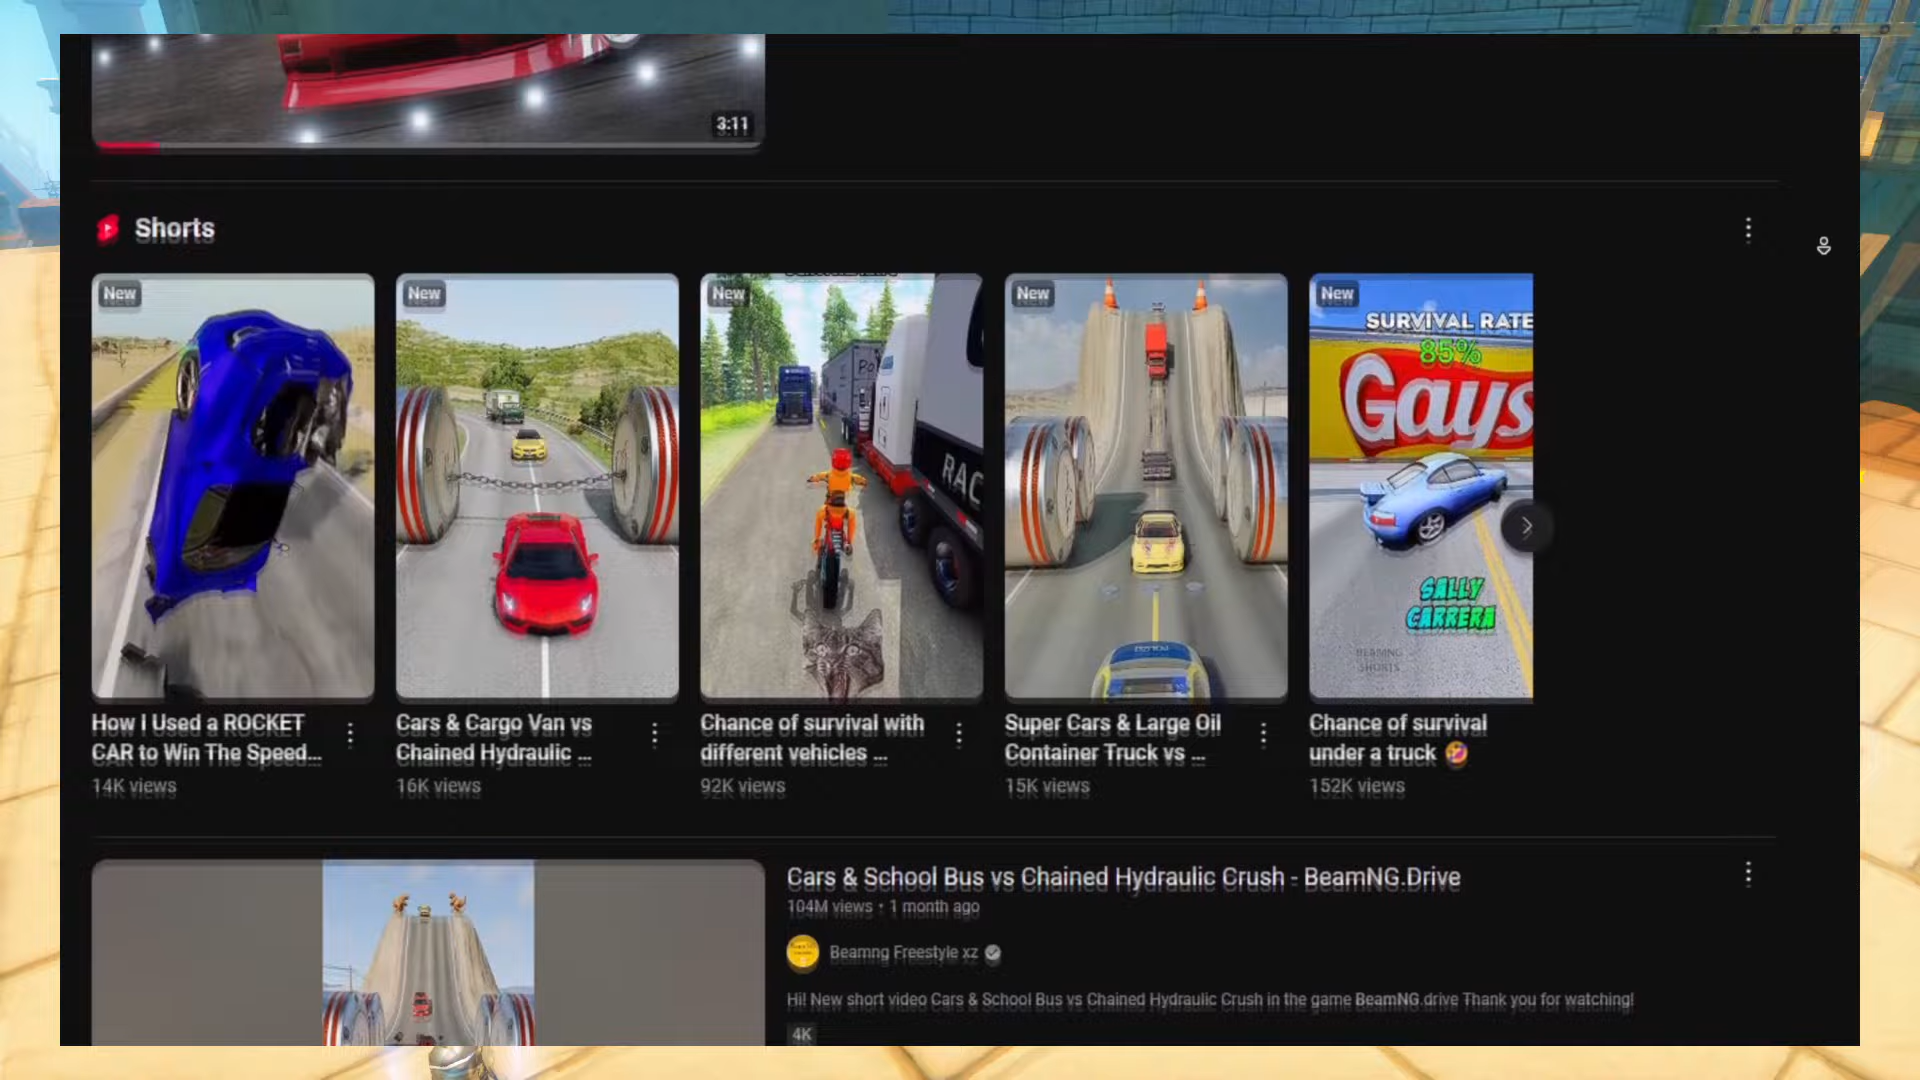 3:11
Shorts
New
New
New
New
New
Po
RAC
SURVIVAL RATE
85%
Gays
SALLY
CARRERA
BEAMNG
SHORTS
How I Used a ROCKET
CAR to Win The Speed...
14K views
Cars & Cargo Van vs
Chained Hydraulic ...
16K views
Chance of survival with
different vehicles ...
92K views
Super Cars & Large Oil
Container Truck vs ...
15K views
Chance of survival
under a truck 🤣
152K views
Cars & School Bus vs Chained Hydraulic Crush - BeamNG.Drive
104M views • 1 month ago
Beamng Freestyle xz
Hi! New short video Cars & School Bus vs Chained Hydraulic Crush in the game BeamNG.drive Thank you for watching!
4K